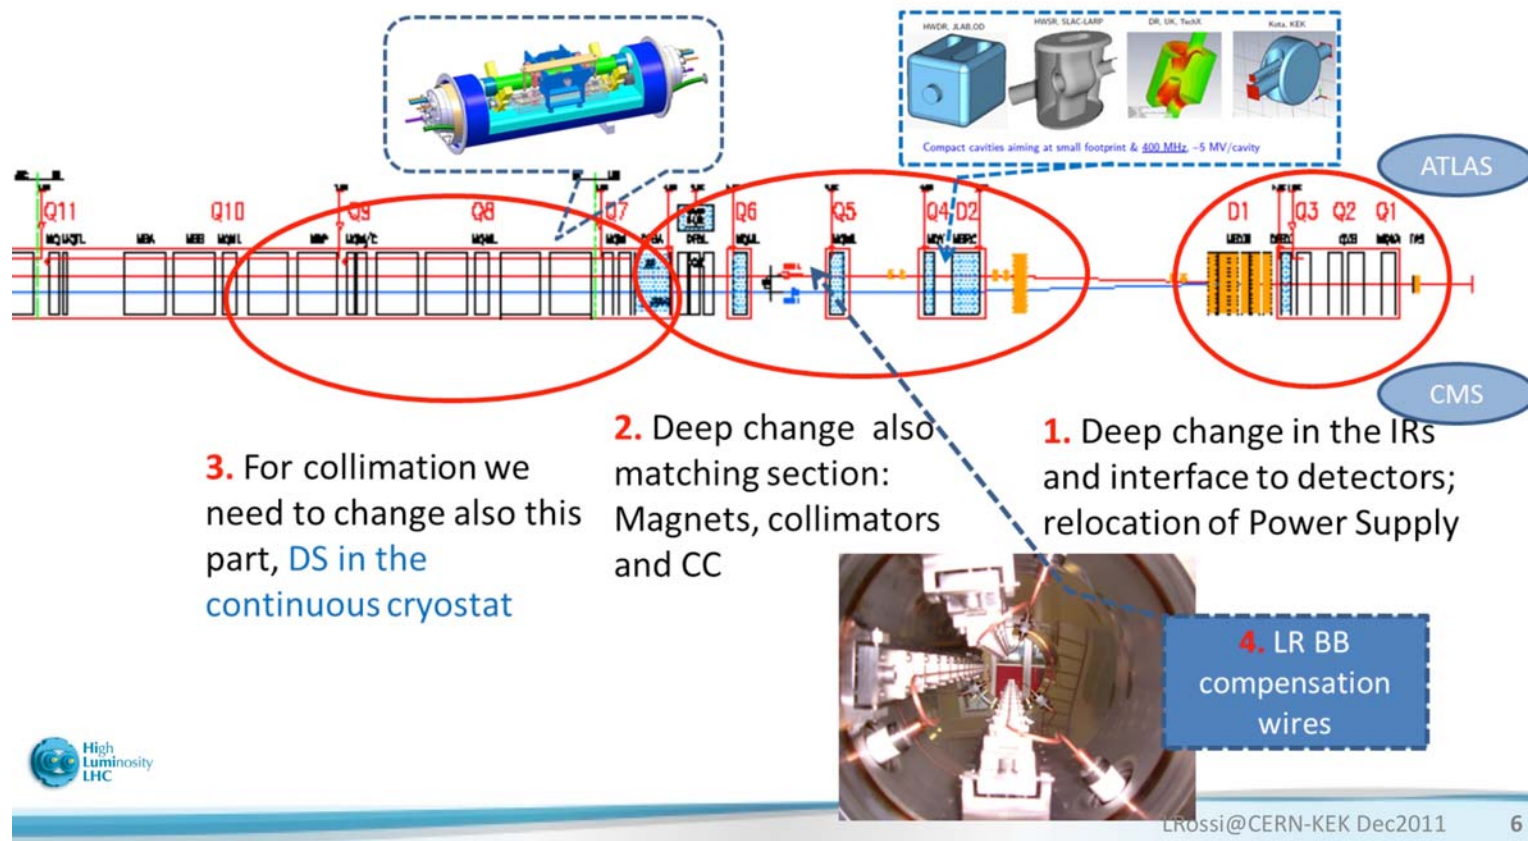 HWDR, JLAB,OD
HWSR, SLAC-LARP
DR, UK, TechX
Kota, KEK
Compact cavities aiming at small footprint & 400 MHz, ~5 MV/cavity
ATLAS
Q11
Q10
Q9
Q8
Q7
Q6
Q5
Q4
D2
D1
Q3
Q2
Q1
CMS
3. For collimation we
need to change also this
part, DS in the
continuous cryostat
2. Deep change also
matching section:
Magnets, collimators
and CC
1. Deep change in the IRs
and interface to detectors;
relocation of Power Supply
4. LR BB
compensation
wires
High
Luminosity
LHC
LRossi@CERN-KEK Dec2011
6